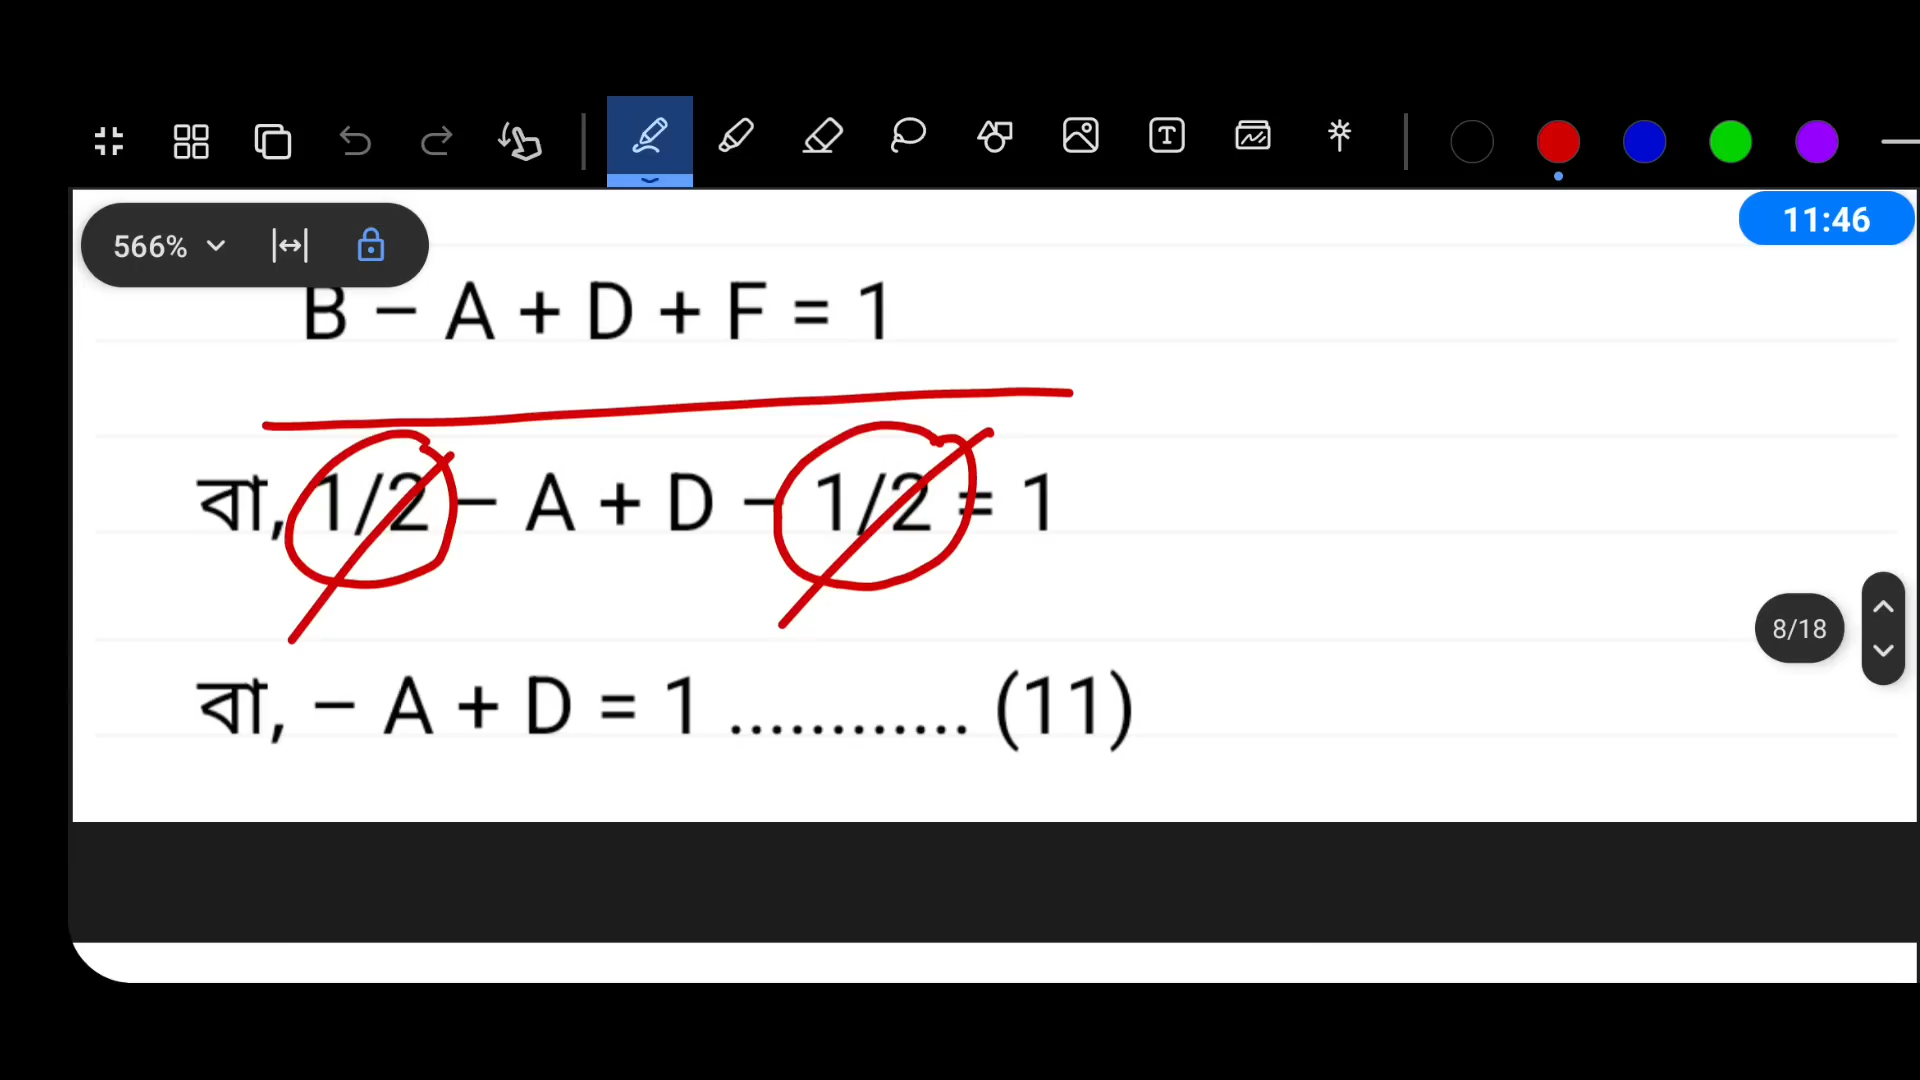 566%
11:46
B – A + D + F = 1
বা, 1/2 – A + D – 1/2 = 1
8/18
বা, – A + D = 1 ............ (11)